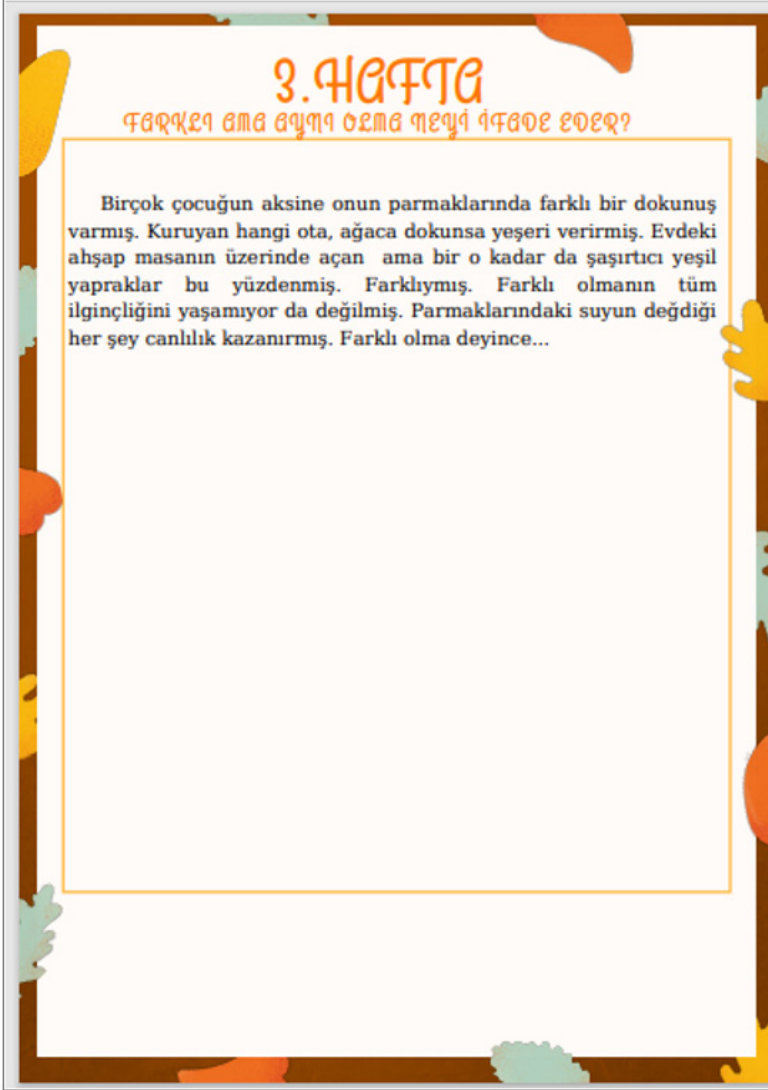 3.HAFTA
FARKLI AMA AYNI OLMA NEYİ İFADE EDER?
Birçok çocuğun aksine onun parmaklarında farklı bir dokunuş
varmış. Kuruyan hangi ota, ağaca dokunsa yeşeri verirmiş. Evdeki
ahşap masanın üzerinde açan ama bir o kadar da şaşırtıcı yeşil
yapraklar bu yüzdenmiş. Farklıymış. Farklı olmanın tüm
ilginçliğini yaşamıyor da değilmiş. Parmaklarındaki suyun değdiği
her şey canlılık kazanırmış. Farklı olma deyince...